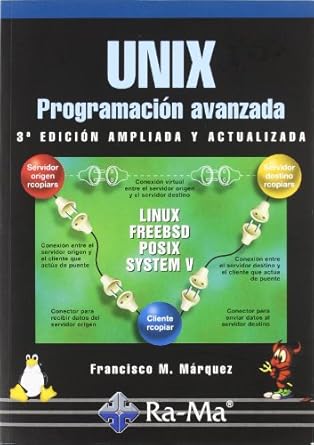 UNIX
Programación avanzada
3ª EDICIÓN AMPLIADA Y ACTUALIZADA
Servidor
origen
rcopiars
Servidor
destino
rcopiars
Conexión virtual
entre el servidor origen
y el servidor destino
LINUX
FREEBSD
POSIX
SYSTEM V
Conexión entre el
servidor origen y
el cliente que
actúa de puente
Conexión entre el
servidor destino y
el cliente que actúa
de puente
Conector para
recibir datos del
servidor origen
Cliente
rcopiar
Conector para
enviar datos al
servidor destino
Francisco M. Márquez
Ra-Ma®